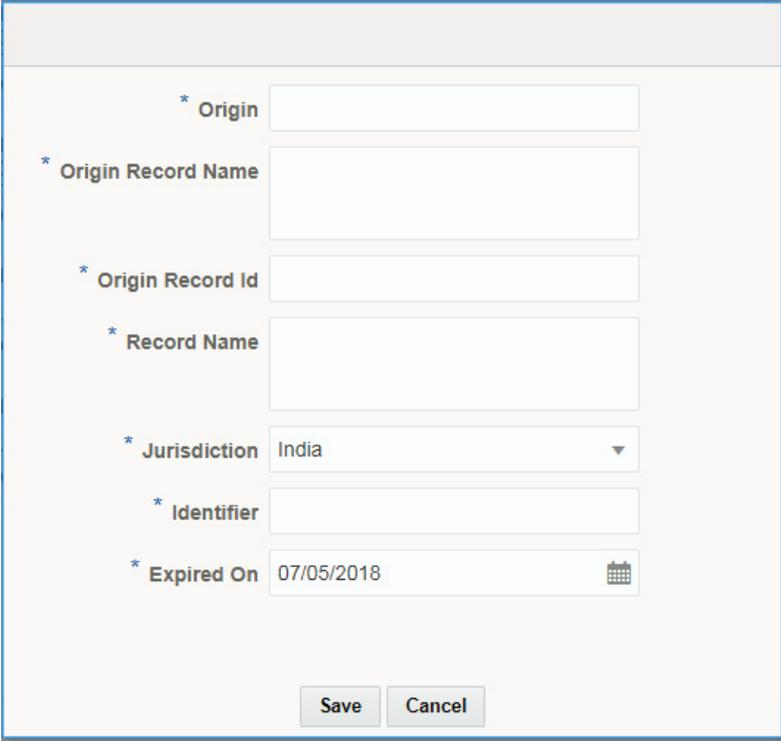 * Origin
* Origin Record Name
* Origin Record Id
* Record Name
* Jurisdiction India
* Identifier
* Expired On 07/05/2018
Save Cancel